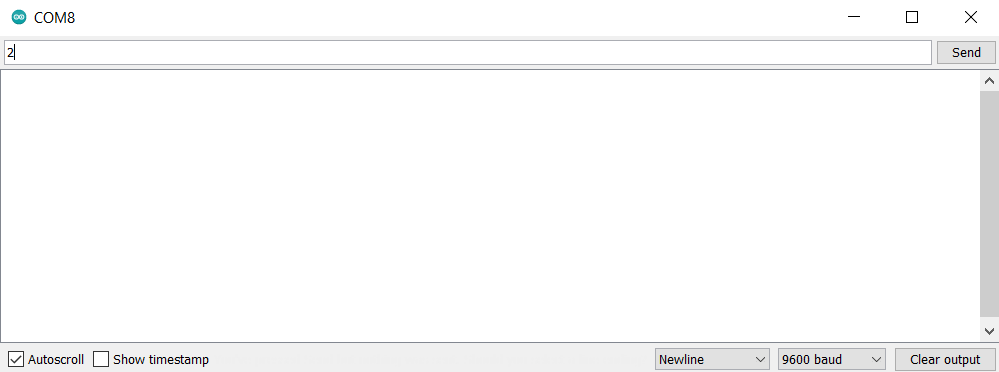 COM8
2
Send
Autoscroll
Show timestamp
Newline
9600 baud
Clear output